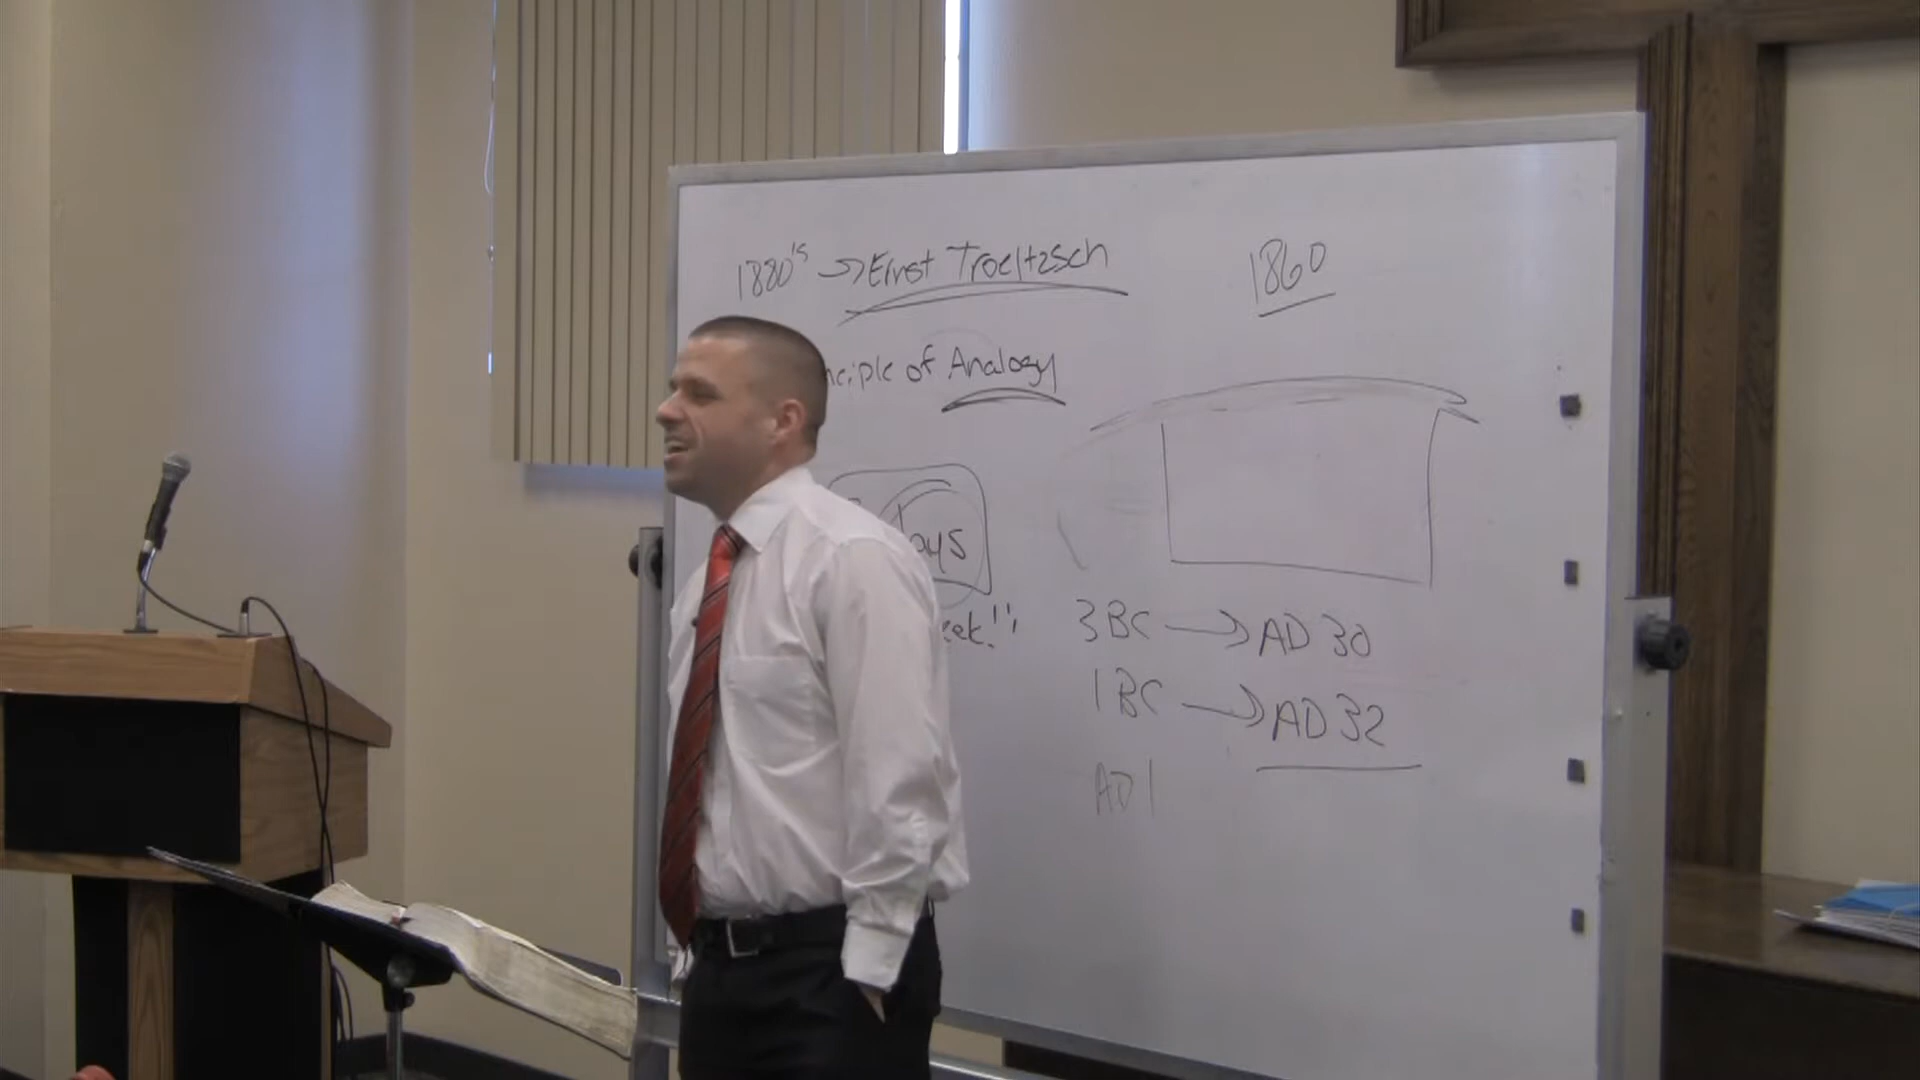 1880's → Ernst Troeltzsch
1860
nciple of Analogy
ays
eek!"
3 BC → AD 30
1 BC → AD 32
AD 1